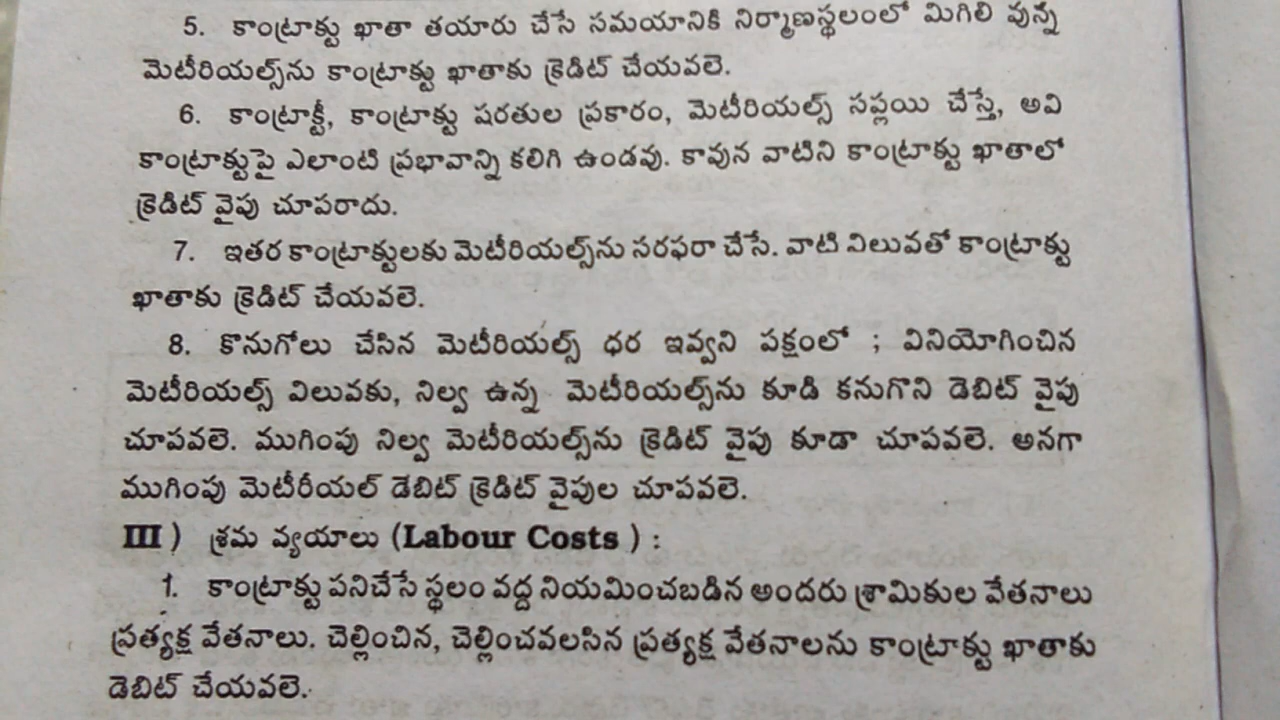 5. కాంట్రాక్టు ఖాతా తయారు చేసే సమయానికి నిర్మాణస్థలంలో మిగిలి వున్న
మెటీరియల్స్‌ను కాంట్రాక్టు ఖాతాకు క్రెడిట్ చేయవలె.
6. కాంట్రాక్టీ, కాంట్రాక్టు షరతుల ప్రకారం, మెటీరియల్స్ సప్లయి చేస్తే, అవి
కాంట్రాక్టుపై ఎలాంటి ప్రభావాన్ని కలిగి ఉండవు. కావున వాటిని కాంట్రాక్టు ఖాతాలో
క్రెడిట్ వైపు చూపరాదు.
7. ఇతర కాంట్రాక్టులకు మెటీరియల్స్‌ను సరఫరా చేసే. వాటి విలువతో కాంట్రాక్టు
ఖాతాకు క్రెడిట్ చేయవలె.
8. కొనుగోలు చేసిన మెటీరియల్స్ ధర ఇవ్వని పక్షంలో ; వినియోగించిన
మెటీరియల్స్ విలువకు, నిల్వ ఉన్న మెటీరియల్స్‌ను కూడి కనుగొని డెబిట్ వైపు
చూపవలె. ముగింపు నిల్వ మెటీరియల్స్‌ను క్రెడిట్ వైపు కూడా చూపవలె. అనగా
ముగింపు మెటీరీయల్ డెబిట్ క్రెడిట్ వైపుల చూపవలె.
III ) శ్రమ వ్యయాలు (Labour Costs ) :
1. కాంట్రాక్టు పనిచేసే స్థలం వద్ద నియమించబడిన అందరు శ్రామికుల వేతనాలు
ప్రత్యక్ష వేతనాలు. చెల్లించిన, చెల్లించవలసిన ప్రత్యక్ష వేతనాలను కాంట్రాక్టు ఖాతాకు
డెబిట్ చేయవలె.